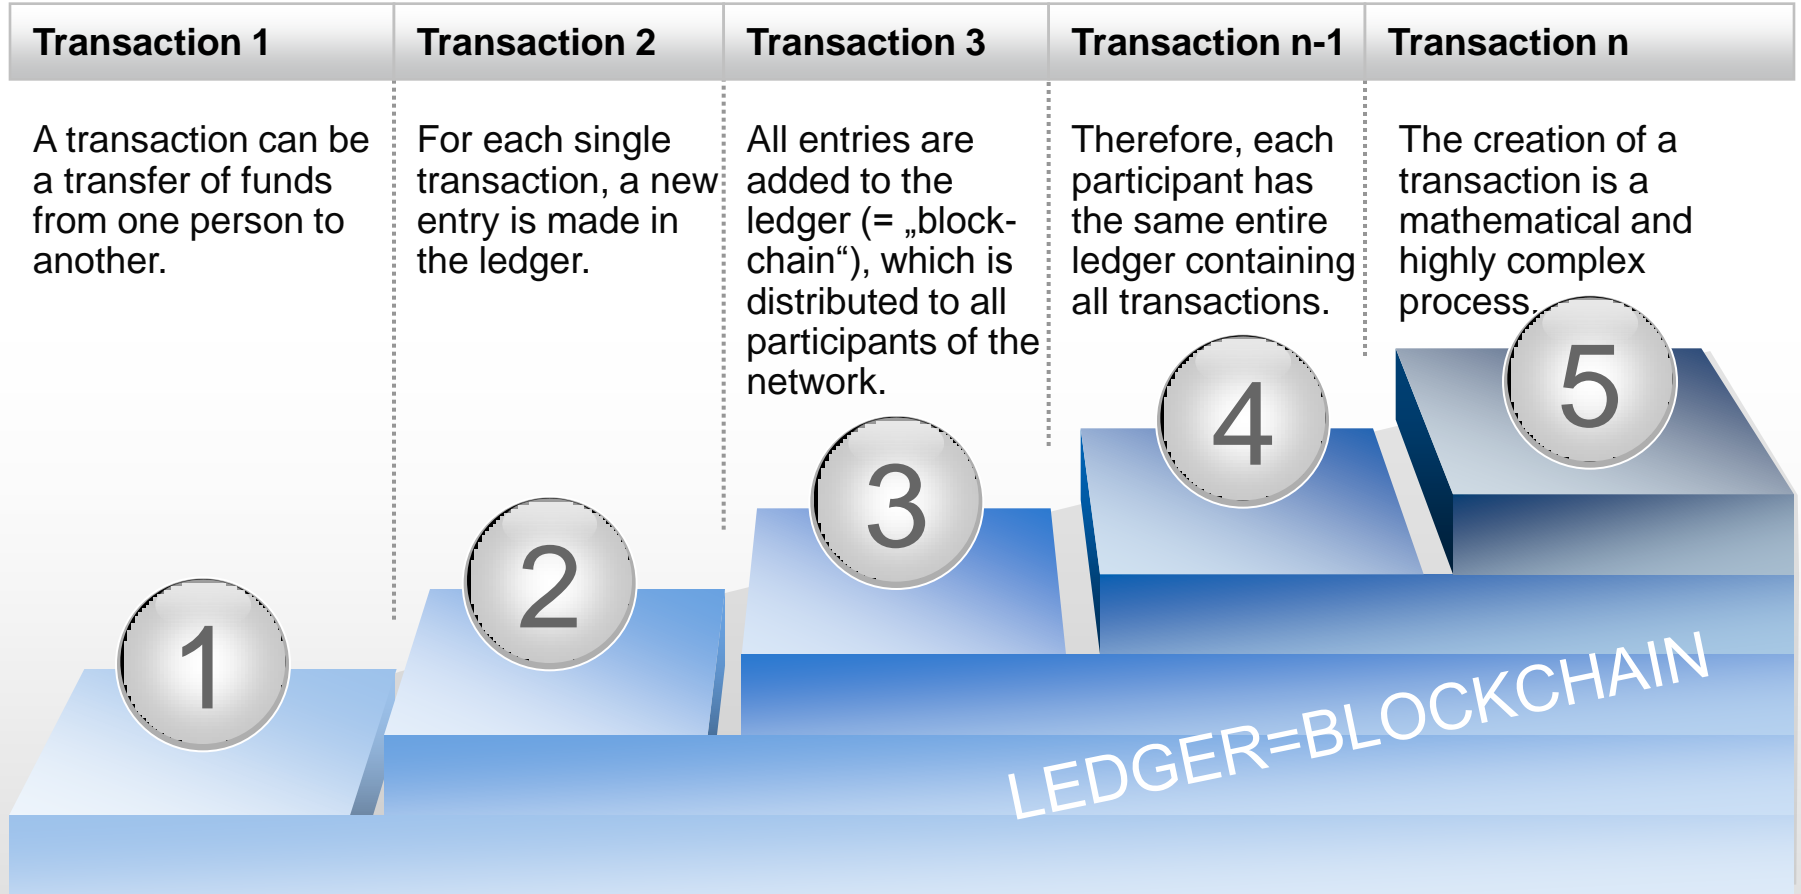 Transaction 1
Transaction 2
Transaction 3
Transaction n-1
Transaction n
A transaction can be
a transfer of funds
from one person to
another.
For each single
transaction, a new
entry is made in
the ledger.
All entries are
added to the
ledger (= „block-
chain“), which is
distributed to all
participants of the
network.
Therefore, each
participant has
the same entire
ledger containing
all transactions.
The creation of a
transaction is a
mathematical and
highly complex
process.
1
2
3
4
5
LEDGER=BLOCKCHAIN